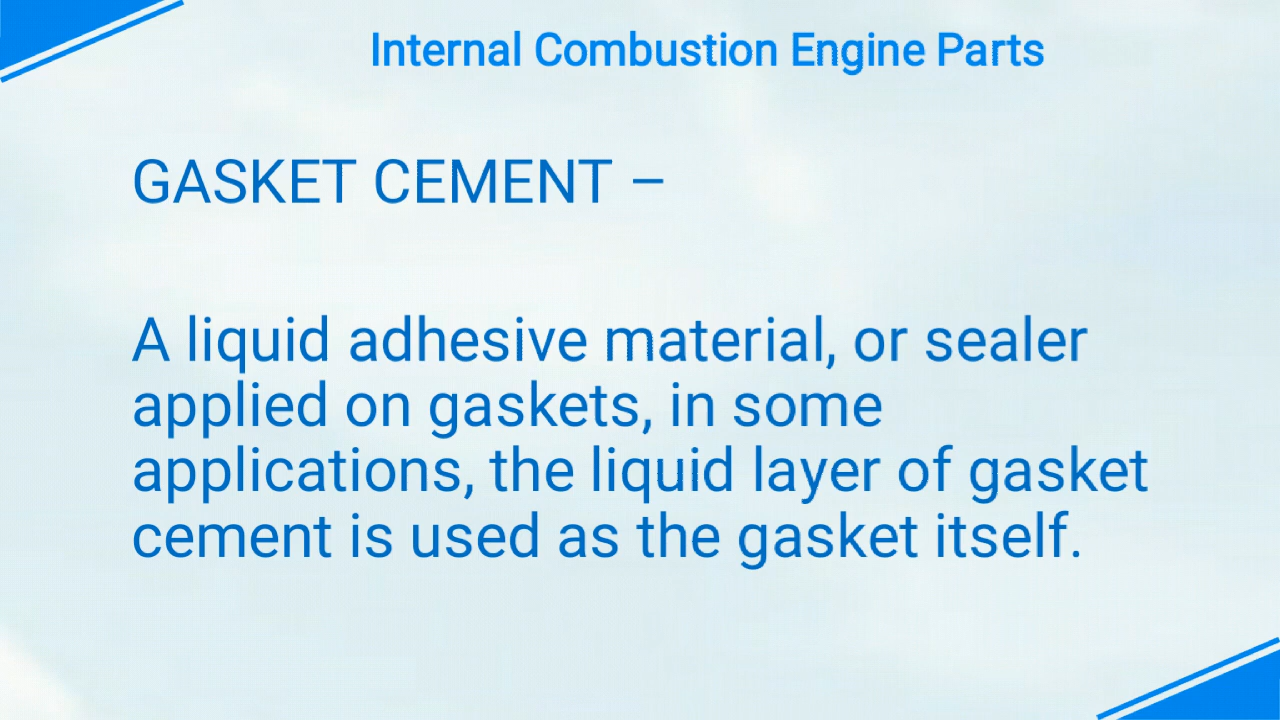 Internal Combustion Engine Parts
GASKET CEMENT –
A liquid adhesive material, or sealer
applied on gaskets, in some
applications, the liquid layer of gasket
cement is used as the gasket itself.